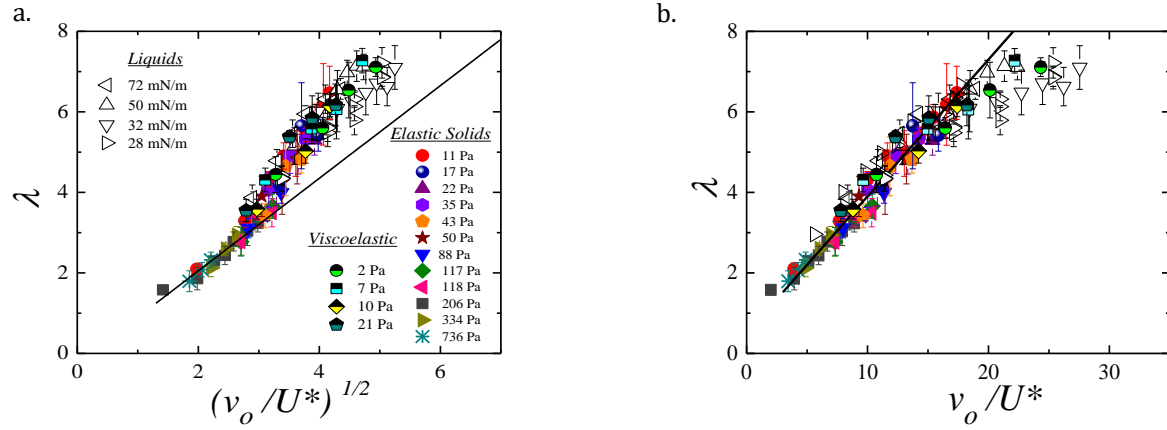 a.
8
6
4
2
0
λ
Liquids
72 mN/m
50 mN/m
32 mN/m
28 mN/m
Viscoelastic
2 Pa
7 Pa
10 Pa
21 Pa
Elastic Solids
11 Pa
17 Pa
22 Pa
35 Pa
43 Pa
50 Pa
88 Pa
117 Pa
118 Pa
206 Pa
334 Pa
736 Pa
0 2 4 6
(v_o/U*)^{1/2}
b.
8
6
4
2
0
λ
0 10 20 30
v_o/U*